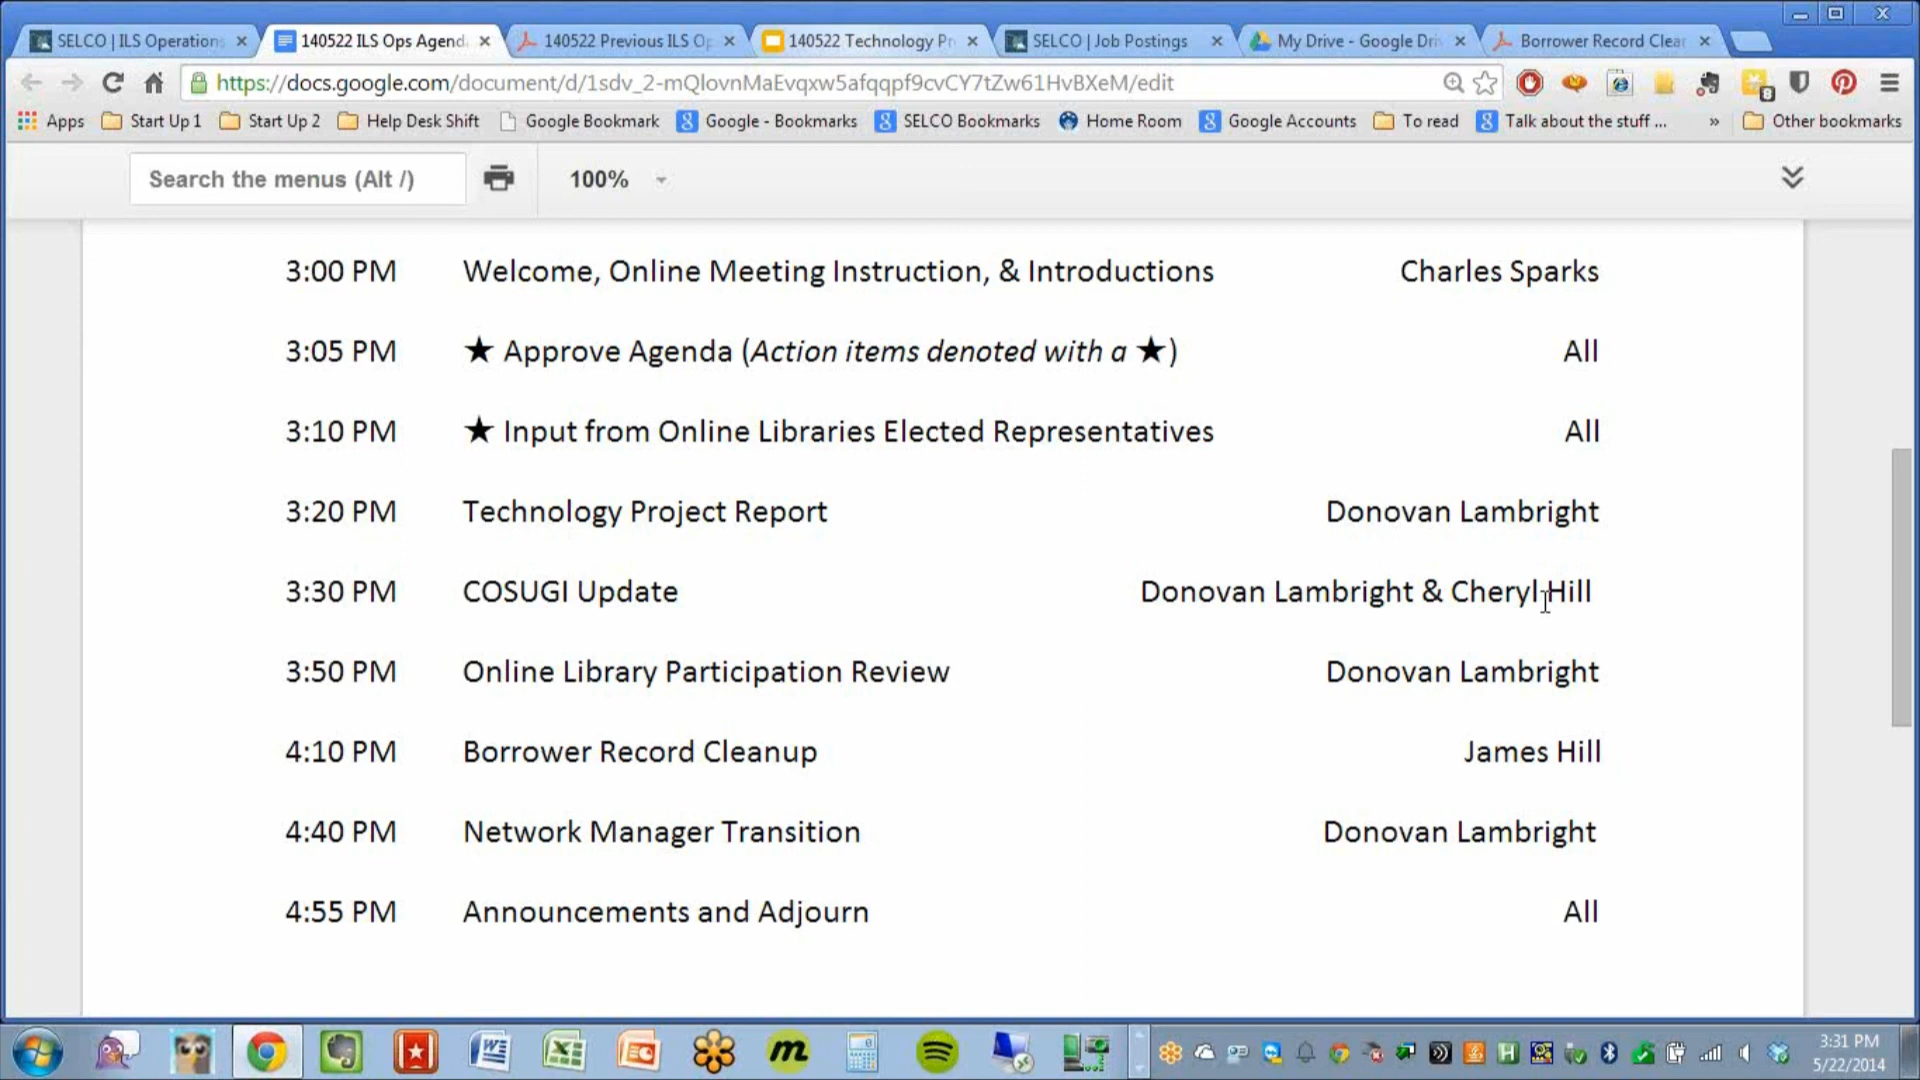 SELCO | ILS Operation
140522 ILS Ops Agend
140522 Previous ILS O
140522 Technology Pr
SELCO | Job Postings
My Drive - Google Dri
Borrower Record Clea
https://docs.google.com/document/d/1sdv_2-mQlovnMaEvqxw5afqqpf9cvCY7tZw61HvBXeM/edit
8
Apps Start Up 1 Start Up 2 Help Desk Shift Google Bookmark Google - Bookmarks SELCO Bookmarks Home Room Google Accounts To read Talk about the stuff ... » Other bookmarks
Search the menus (Alt /) 100%
3:00 PM Welcome, Online Meeting Instruction, & Introductions Charles Sparks
3:05 PM ★ Approve Agenda (Action items denoted with a ★) All
3:10 PM ★ Input from Online Libraries Elected Representatives All
3:20 PM Technology Project Report Donovan Lambright
3:30 PM COSUGI Update Donovan Lambright & Cheryl Hill
3:50 PM Online Library Participation Review Donovan Lambright
4:10 PM Borrower Record Cleanup James Hill
4:40 PM Network Manager Transition Donovan Lambright
4:55 PM Announcements and Adjourn All
3:31 PM
5/22/2014